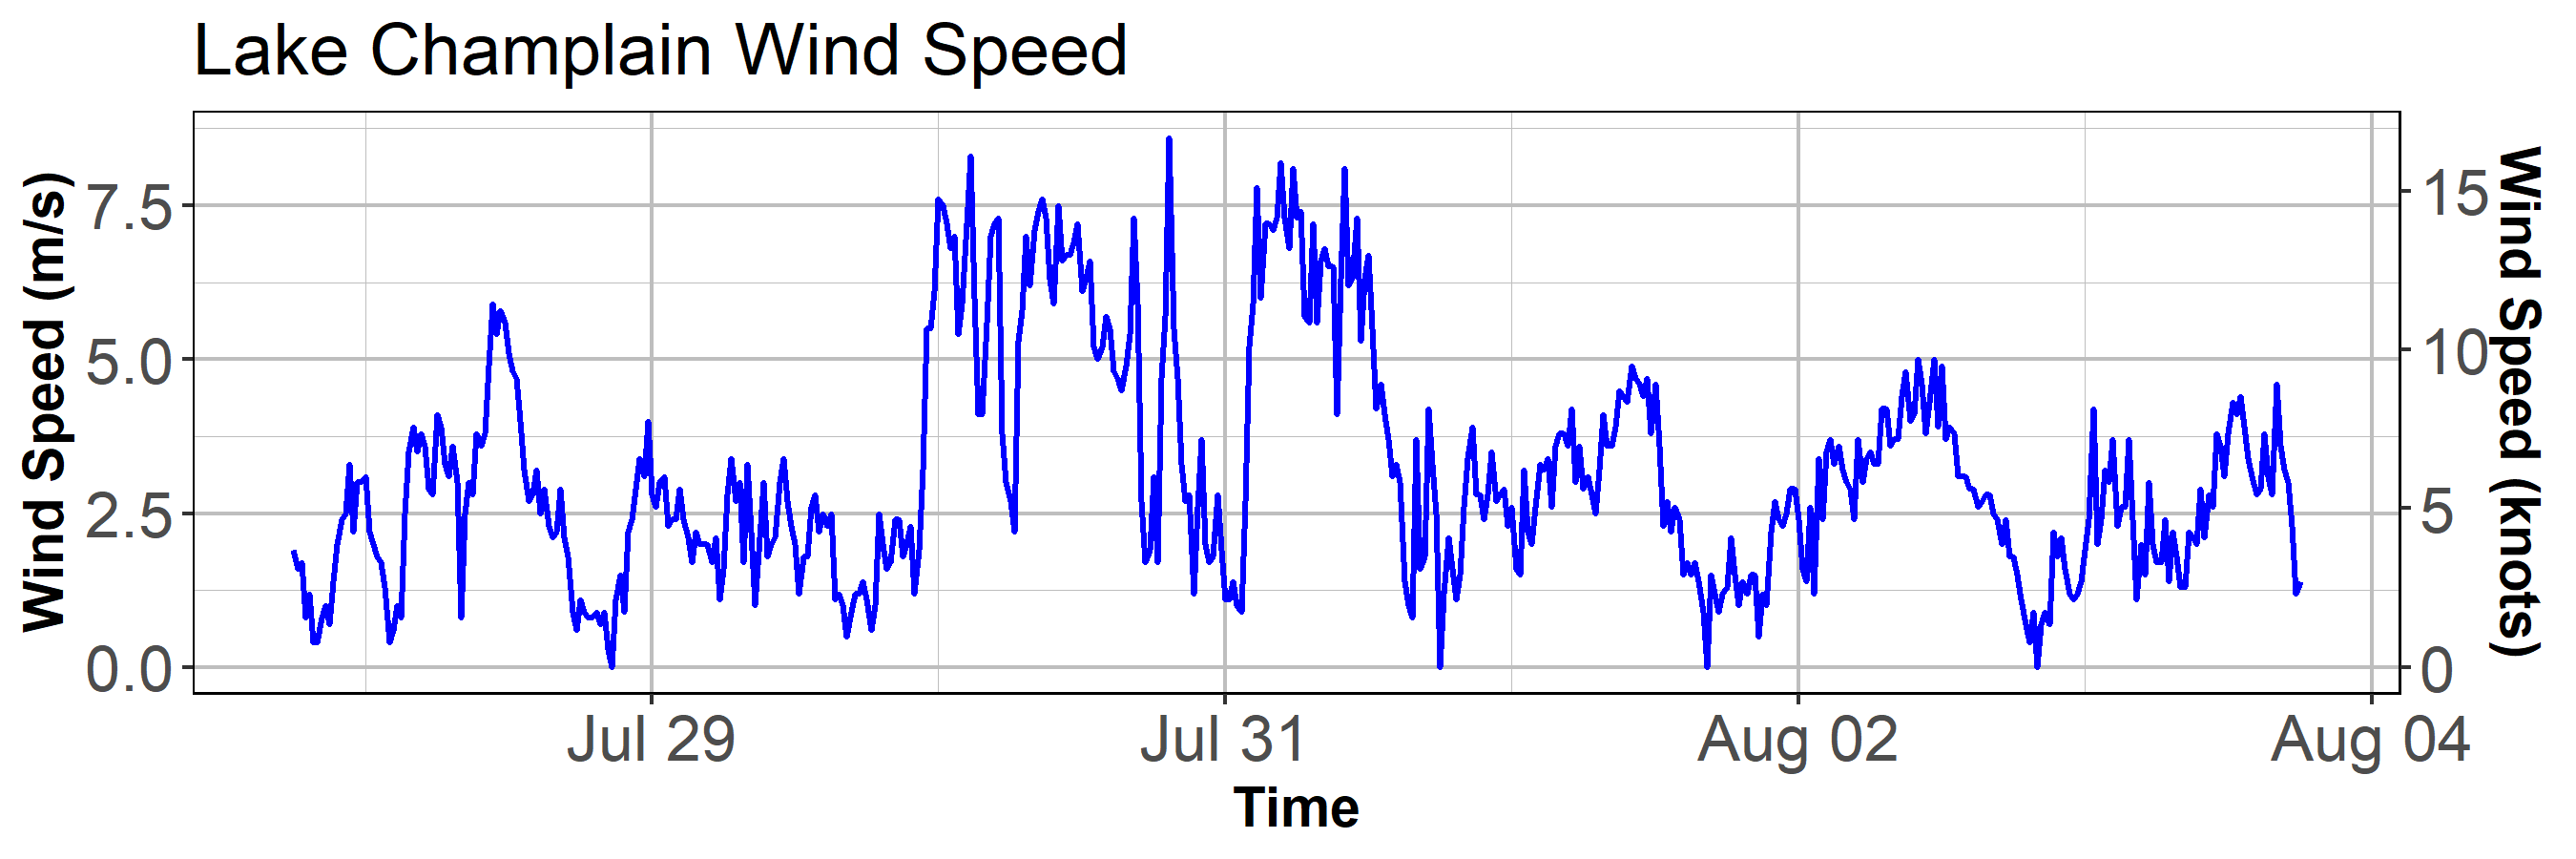 Lake Champlain Wind Speed
Wind Speed (m/s)
7.5
5.0
2.5
0.0
15
10
5
0
Wind Speed (knots)
Jul 29
Jul 31
Aug 02
Aug 04
Time